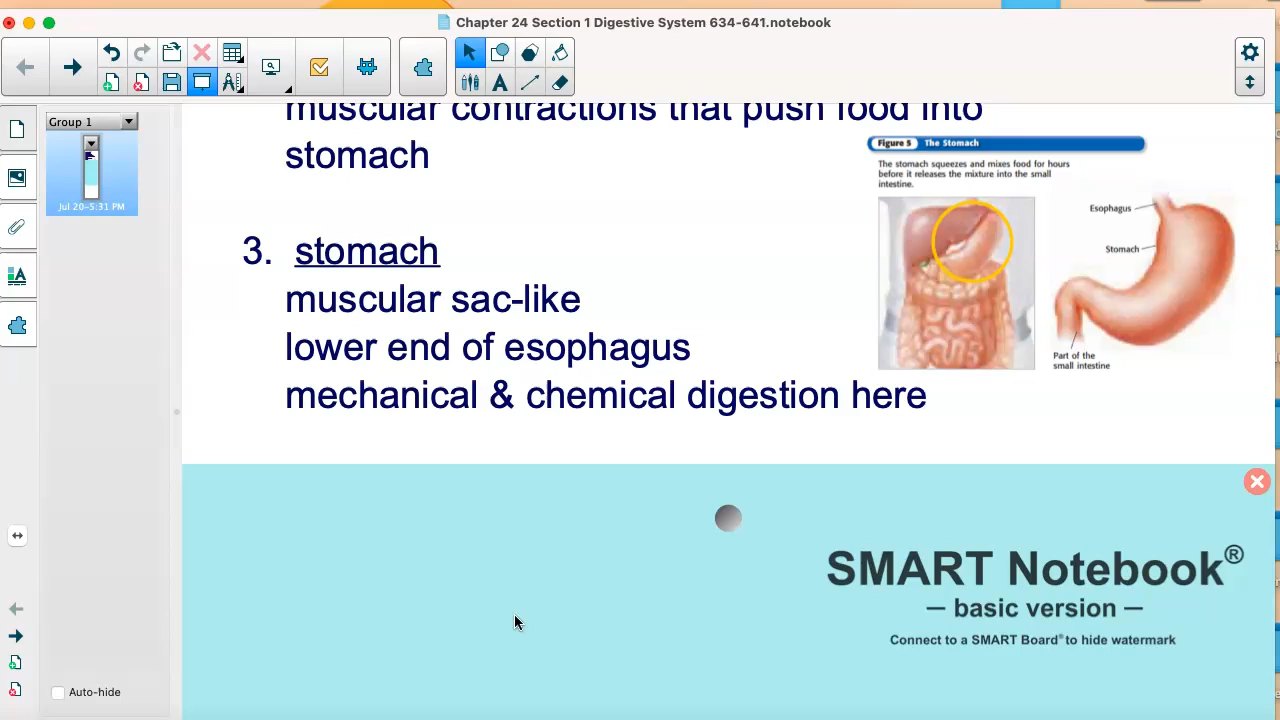 Chapter 24 Section 1 Digestive System 634-641.notebook
Group 1
Jul 20-5:31 PM
muscular contractions that push food into
stomach
3. stomach
muscular sac-like
lower end of esophagus
mechanical & chemical digestion here
Figure 5 The Stomach
The stomach squeezes and mixes food for hours
before it releases the mixture into the small
intestine.
Esophagus
Stomach
Part of the
small intestine
SMART Notebook®
— basic version —
Connect to a SMART Board® to hide watermark
Auto-hide